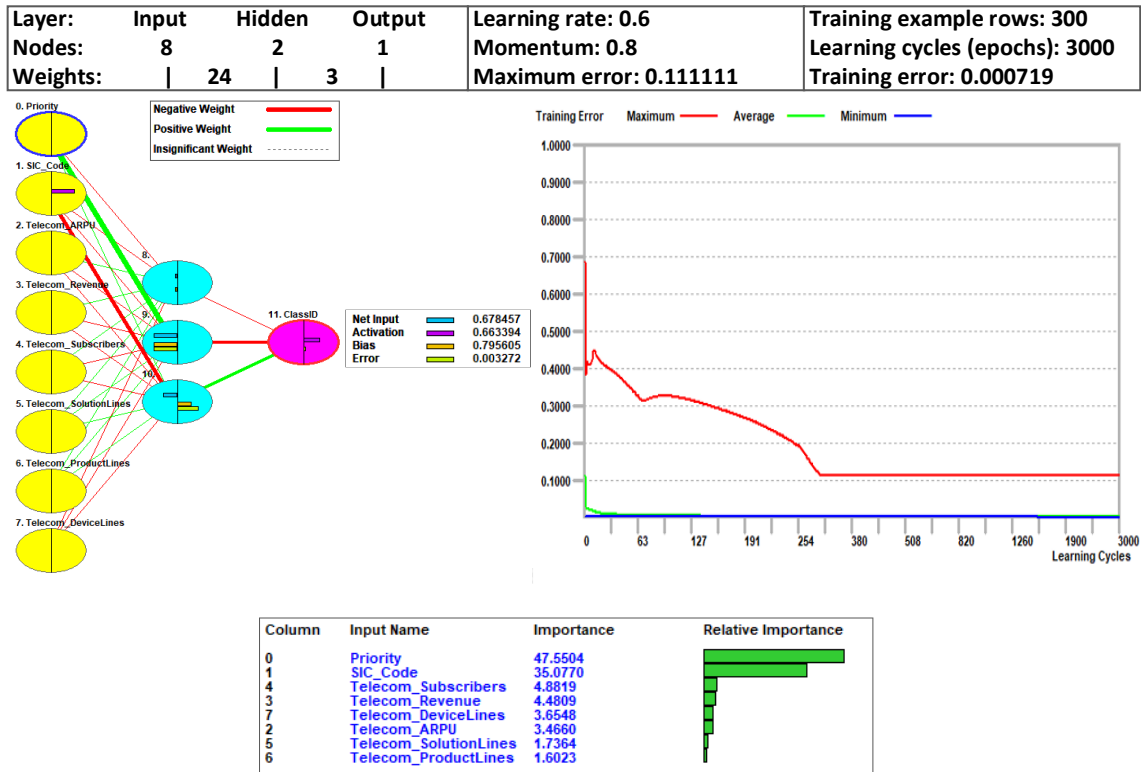 Layer: Input Hidden Output
Nodes: 8 2 1
Weights: | 24 | 3 |
Learning rate: 0.6
Momentum: 0.8
Maximum error: 0.111111
Training example rows: 300
Learning cycles (epochs): 3000
Training error: 0.000719
0. Priority
1. SIC_Code
2. Telecom_ARPU
3. Telecom_Revenue
4. Telecom_Subscribers
5. Telecom_SolutionLines
6. Telecom_ProductLines
7. Telecom_DeviceLines
Negative Weight
Positive Weight
Insignificant Weight
8.
9.
10.
11. ClassID
Net Input 0.678457
Activation 0.663394
Bias 0.795605
Error 0.003272
Training Error Maximum Average Minimum
1.0000
0.9000
0.8000
0.7000
0.6000
0.5000
0.4000
0.3000
0.2000
0.1000
0 63 127 191 254 380 508 820 1260 1900 3000
Learning Cycles
Column Input Name Importance Relative Importance
0 Priority 47.5504
1 SIC_Code 35.0770
4 Telecom_Subscribers 4.8819
3 Telecom_Revenue 4.4809
7 Telecom_DeviceLines 3.6548
2 Telecom_ARPU 3.4660
5 Telecom_SolutionLines 1.7364
6 Telecom_ProductLines 1.6023